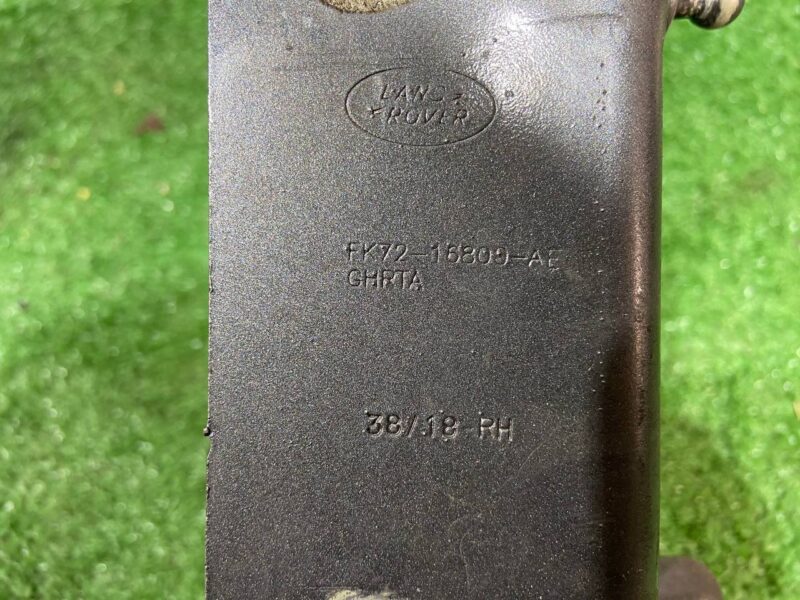 LAND
ROVER
FK72-16809-AE
GHRTA
38/18 RH